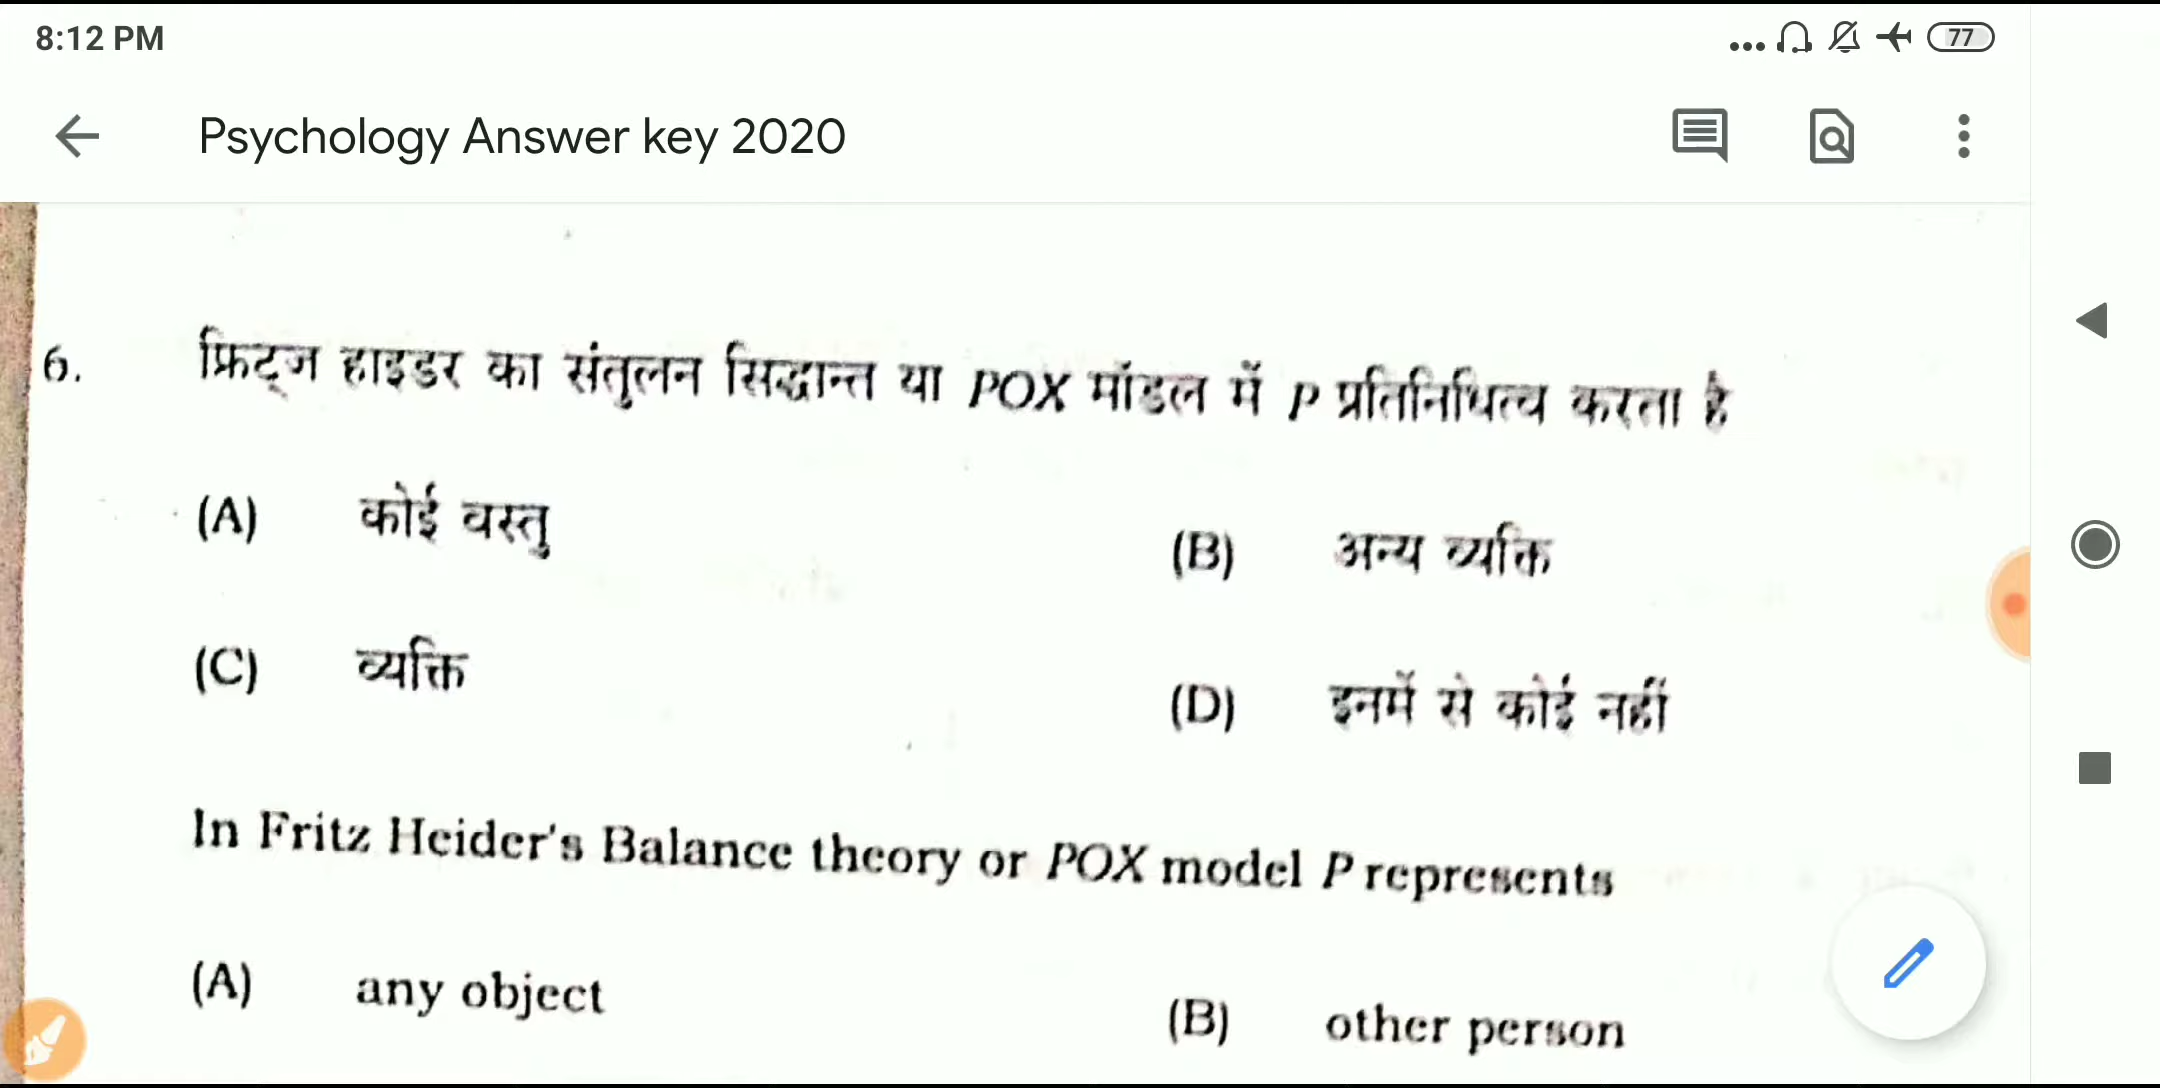 8:12 PM
77
Psychology Answer key 2020
6. फ्रिट्ज हाइडर का संतुलन सिद्धान्त या POX मॉडल में P प्रतिनिधित्व करता है
(A) कोई वस्तु
(B) अन्य व्यक्ति
(C) व्यक्ति
(D) इनमें से कोई नहीं
In Fritz Heider's Balance theory or POX model P represents
(A) any object
(B) other person